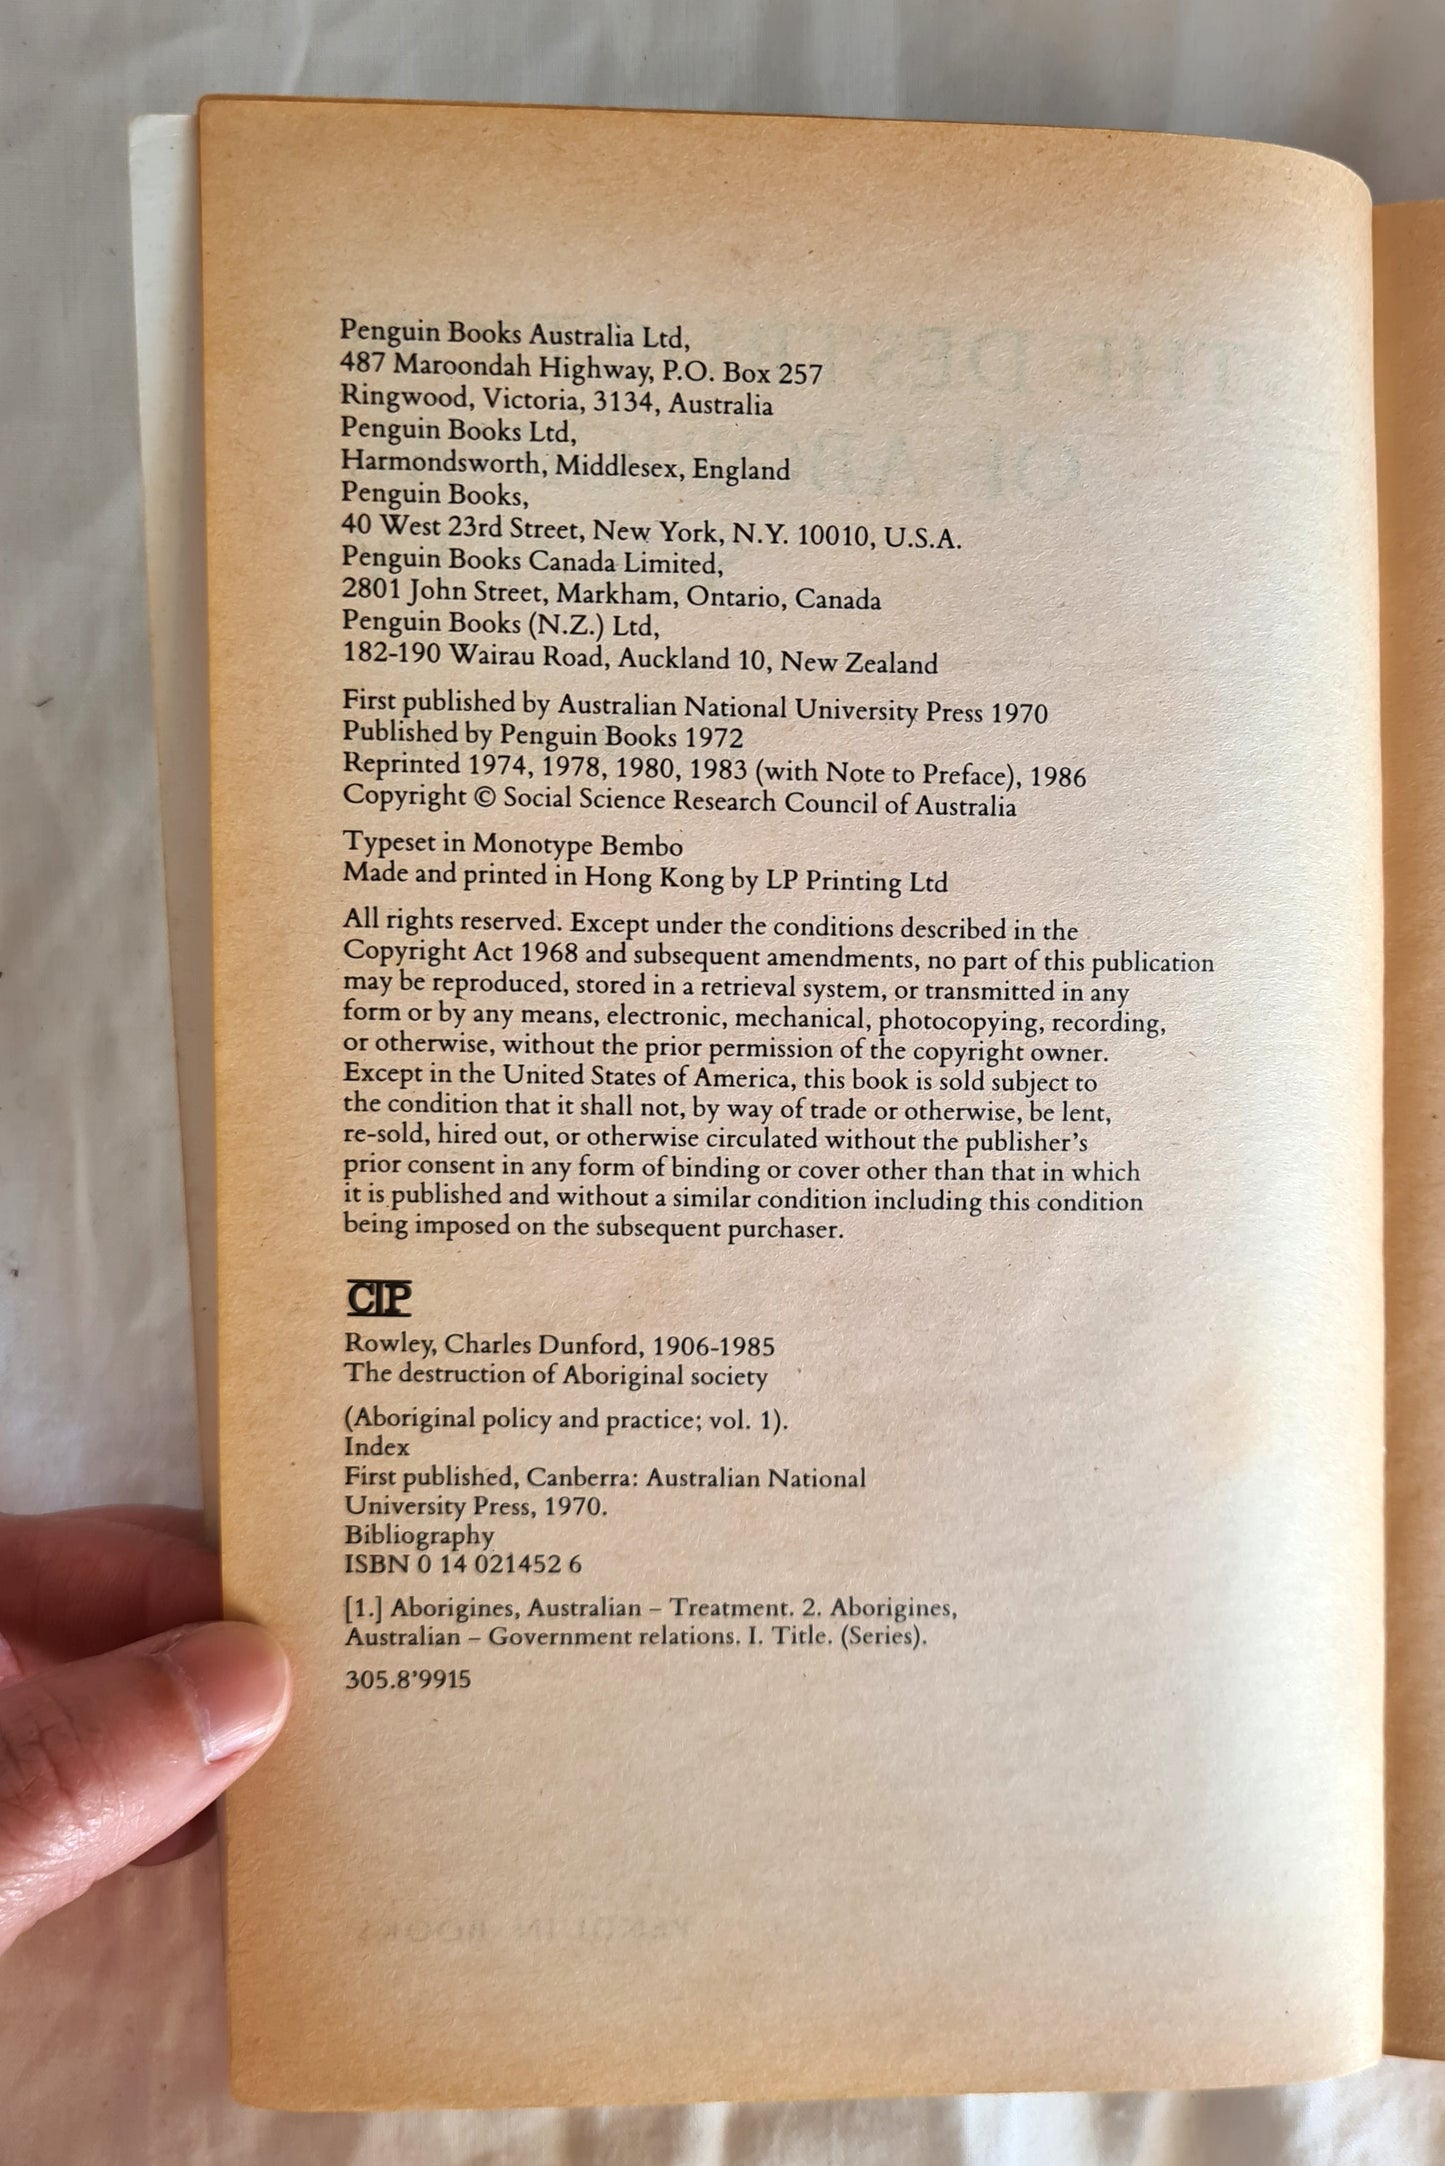 Penguin Books Australia Ltd,
487 Maroondah Highway, P.O. Box 257
Ringwood, Victoria, 3134, Australia
Penguin Books Ltd,
Harmondsworth, Middlesex, England
Penguin Books,
40 West 23rd Street, New York, N.Y. 10010, U.S.A.
Penguin Books Canada Limited,
2801 John Street, Markham, Ontario, Canada
Penguin Books (N.Z.) Ltd,
182-190 Wairau Road, Auckland 10, New Zealand
First published by Australian National University Press 1970
Published by Penguin Books 1972
Reprinted 1974, 1978, 1980, 1983 (with Note to Preface), 1986
Copyright © Social Science Research Council of Australia
Typeset in Monotype Bembo
Made and printed in Hong Kong by LP Printing Ltd
All rights reserved. Except under the conditions described in the
Copyright Act 1968 and subsequent amendments, no part of this publication
may be reproduced, stored in a retrieval system, or transmitted in any
form or by any means, electronic, mechanical, photocopying, recording,
or otherwise, without the prior permission of the copyright owner.
Except in the United States of America, this book is sold subject to
the condition that it shall not, by way of trade or otherwise, be lent,
re-sold, hired out, or otherwise circulated without the publisher's
prior consent in any form of binding or cover other than that in which
it is published and without a similar condition including this condition
being imposed on the subsequent purchaser.
CIP
Rowley, Charles Dunford, 1906-1985
The destruction of Aboriginal society
(Aboriginal policy and practice; vol. 1).
Index
First published, Canberra: Australian National
University Press, 1970.
Bibliography
ISBN 0 14 021452 6
[1.] Aborigines, Australian – Treatment. 2. Aborigines,
Australian – Government relations. I. Title. (Series).
305.8'9915